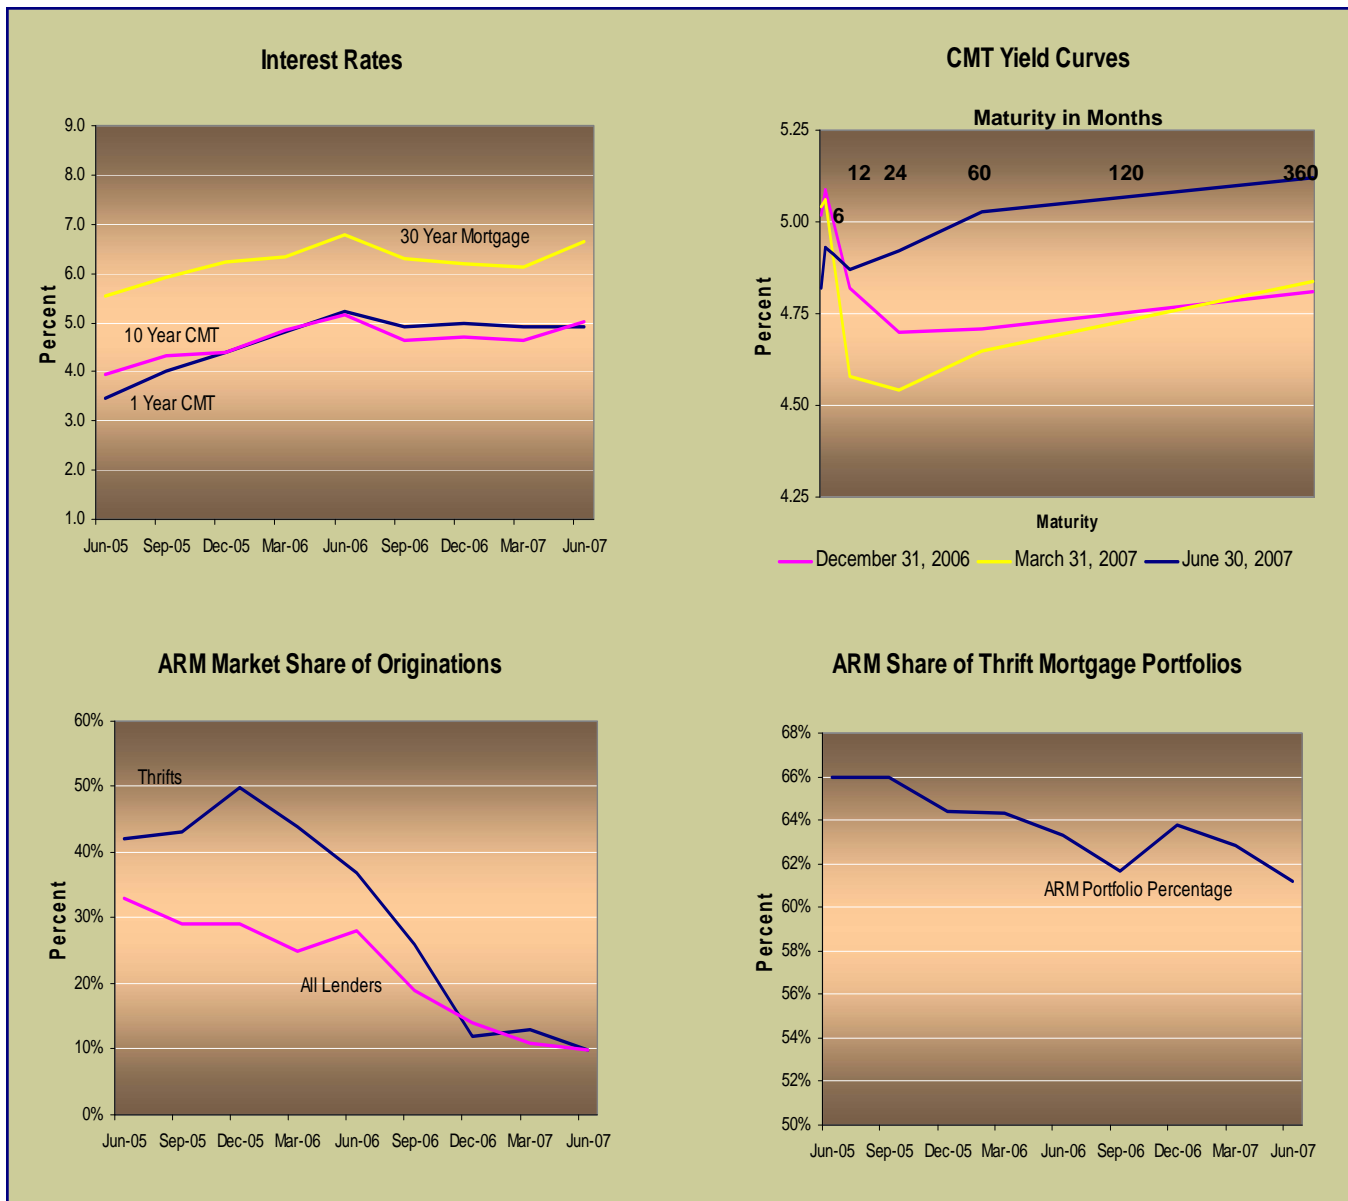 Interest Rates
Percent
9.0
8.0
7.0
6.0
5.0
4.0
3.0
2.0
1.0
30 Year Mortgage
10 Year CMT
1 Year CMT
Jun-05 Sep-05 Dec-05 Mar-06 Jun-06 Sep-06 Dec-06 Mar-07 Jun-07
CMT Yield Curves
Maturity in Months
Percent
5.25
5.00
4.75
4.50
4.25
6 12 24 60 120 360
Maturity
December 31, 2006 March 31, 2007 June 30, 2007
ARM Market Share of Originations
Percent
60%
50%
40%
30%
20%
10%
0%
Thrifts
All Lenders
Jun-05 Sep-05 Dec-05 Mar-06 Jun-06 Sep-06 Dec-06 Mar-07 Jun-07
ARM Share of Thrift Mortgage Portfolios
Percent
68%
66%
64%
62%
60%
58%
56%
54%
52%
50%
ARM Portfolio Percentage
Jun-05 Sep-05 Dec-05 Mar-06 Jun-06 Sep-06 Dec-06 Mar-07 Jun-07